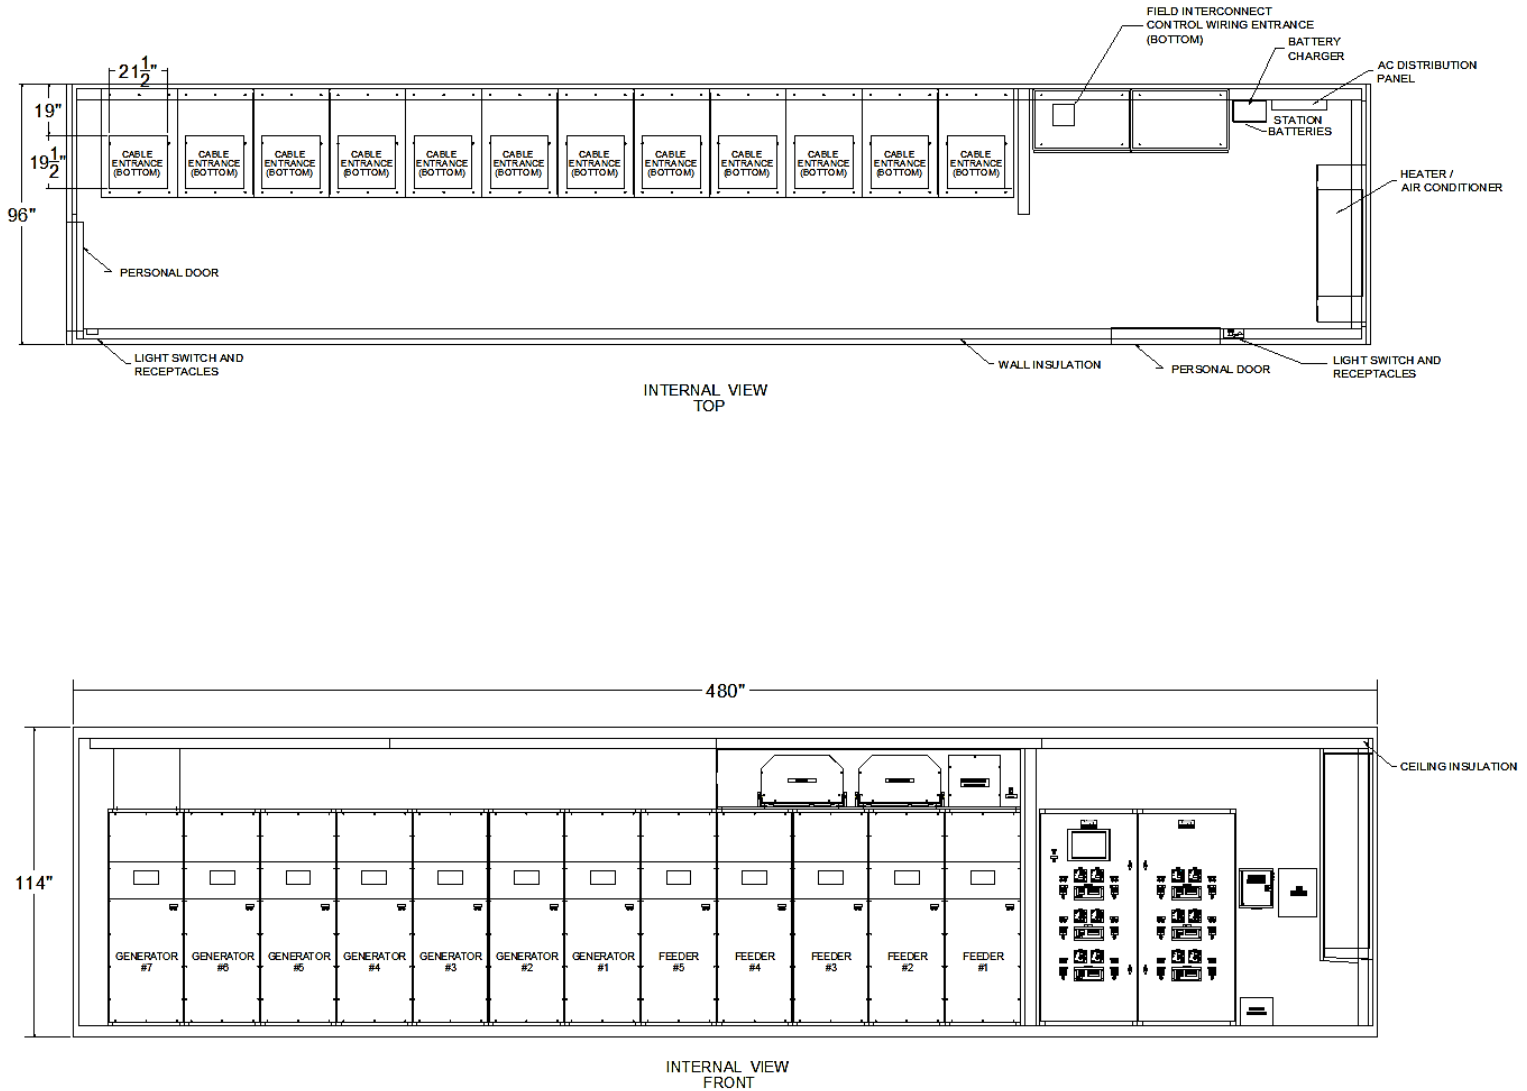 FIELD INTERCONNECT
CONTROL WIRING ENTRANCE
(BOTTOM)
BATTERY
CHARGER
AC DISTRIBUTION
PANEL
STATION
BATTERIES
HEATER /
AIR CONDITIONER
21 1/2"
19"
19 1/2"
96"
CABLE
ENTRANCE
(BOTTOM)
CABLE
ENTRANCE
(BOTTOM)
CABLE
ENTRANCE
(BOTTOM)
CABLE
ENTRANCE
(BOTTOM)
CABLE
ENTRANCE
(BOTTOM)
CABLE
ENTRANCE
(BOTTOM)
CABLE
ENTRANCE
(BOTTOM)
CABLE
ENTRANCE
(BOTTOM)
CABLE
ENTRANCE
(BOTTOM)
CABLE
ENTRANCE
(BOTTOM)
CABLE
ENTRANCE
(BOTTOM)
CABLE
ENTRANCE
(BOTTOM)
PERSONAL DOOR
LIGHT SWITCH AND
RECEPTACLES
WALL INSULATION
PERSONAL DOOR
LIGHT SWITCH AND
RECEPTACLES
INTERNAL VIEW
TOP
480"
114"
CEILING INSULATION
GENERATOR
#7
GENERATOR
#6
GENERATOR
#5
GENERATOR
#4
GENERATOR
#3
GENERATOR
#2
GENERATOR
#1
FEEDER
#5
FEEDER
#4
FEEDER
#3
FEEDER
#2
FEEDER
#1
INTERNAL VIEW
FRONT